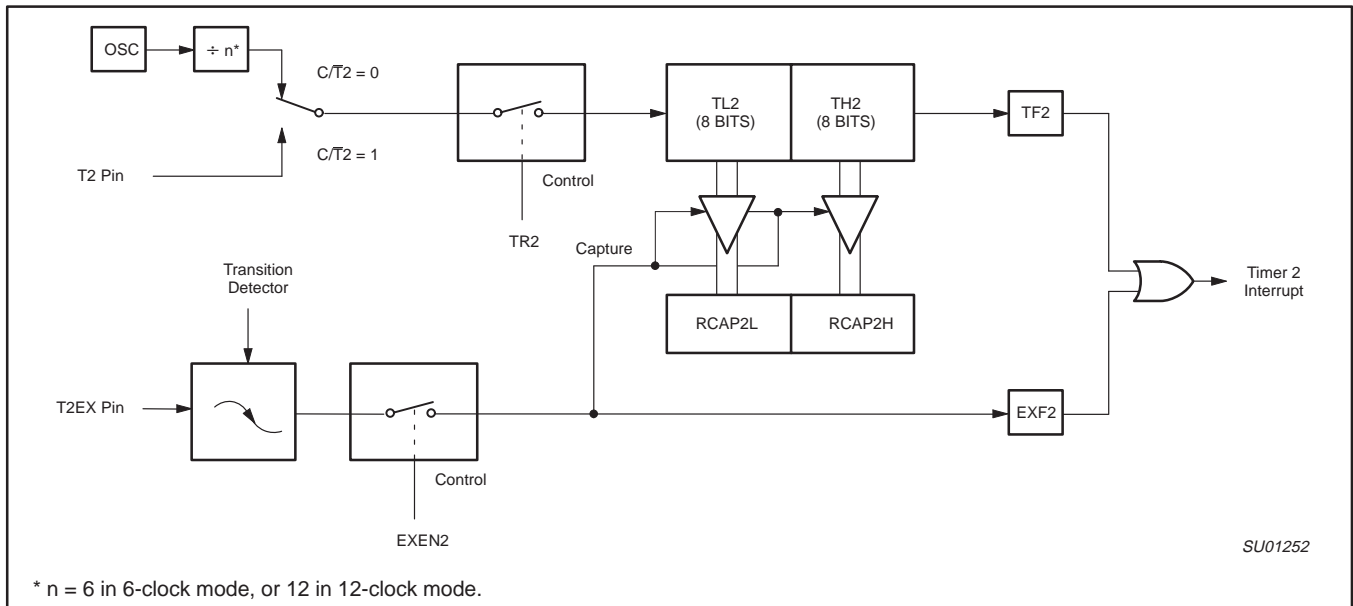 OSC
÷ n*
C/T̅2 = 0
TL2
(8 BITS)
TH2
(8 BITS)
TF2
C/T̅2 = 1
T2 Pin
Control
TR2
Capture
Transition
Detector
Timer 2
Interrupt
RCAP2L
RCAP2H
T2EX Pin
EXF2
Control
EXEN2
SU01252
* n = 6 in 6-clock mode, or 12 in 12-clock mode.